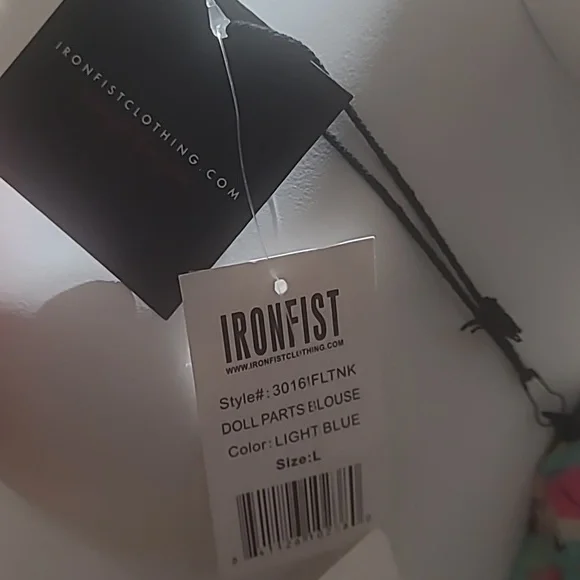 IRONFISTCLOTHING.COM
IRONFIST
WWW.IRONFISTCLOTHING.COM
Style#: 3016IFLTNK
DOLL PARTS BLOUSE
Color: LIGHT BLUE
Size:L